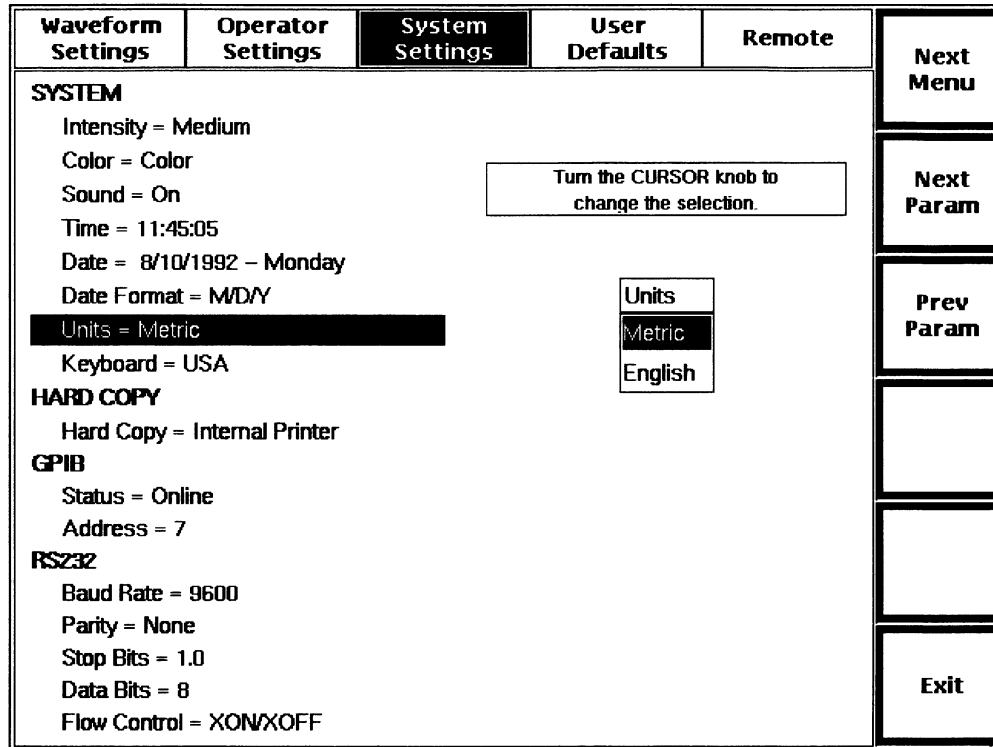 Waveform Settings
Operator Settings
System Settings
User Defaults
Remote
SYSTEM
Intensity = Medium
Color = Color
Sound = On
Time = 11:45:05
Date = 8/10/1992 – Monday
Date Format = M/D/Y
Units = Metric
Keyboard = USA
HARD COPY
Hard Copy = Internal Printer
GPIB
Status = Online
Address = 7
RS232
Baud Rate = 9600
Parity = None
Stop Bits = 1.0
Data Bits = 8
Flow Control = XON/XOFF
Turn the CURSOR knob to
change the selection.
Units
Metric
English
Next
Menu
Next
Param
Prev
Param
Exit